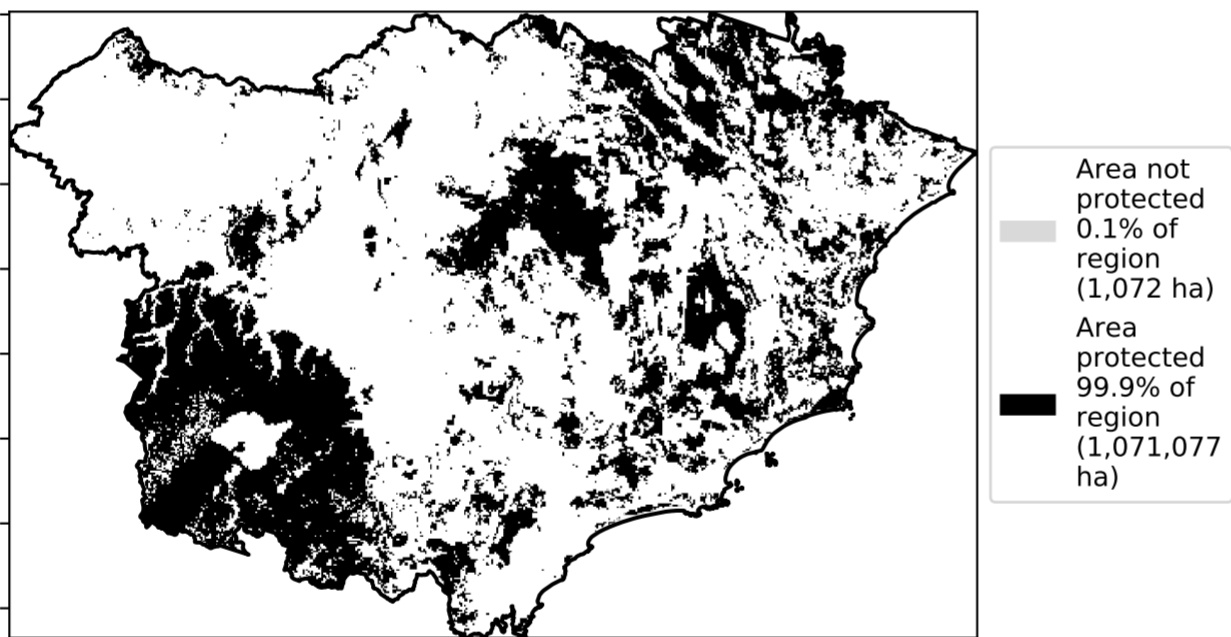 Area not
protected
0.1% of
region
(1,072 ha)
Area
protected
99.9% of
region
(1,071,077
ha)